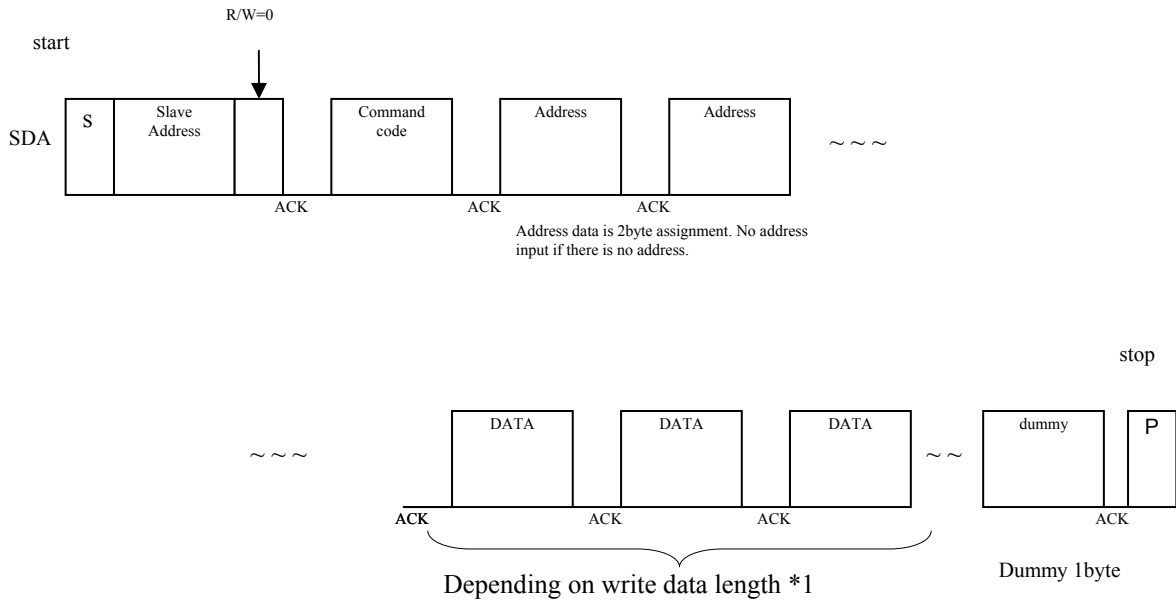 R/W=0
start
SDA
S
Slave
Address
Command
code
Address
Address
~ ~ ~
ACK
ACK
ACK
Address data is 2byte assignment. No address
input if there is no address.
stop
~ ~ ~
DATA
DATA
DATA
~ ~
dummy
P
ACK
ACK
ACK
ACK
Depending on write data length *1
Dummy 1byte